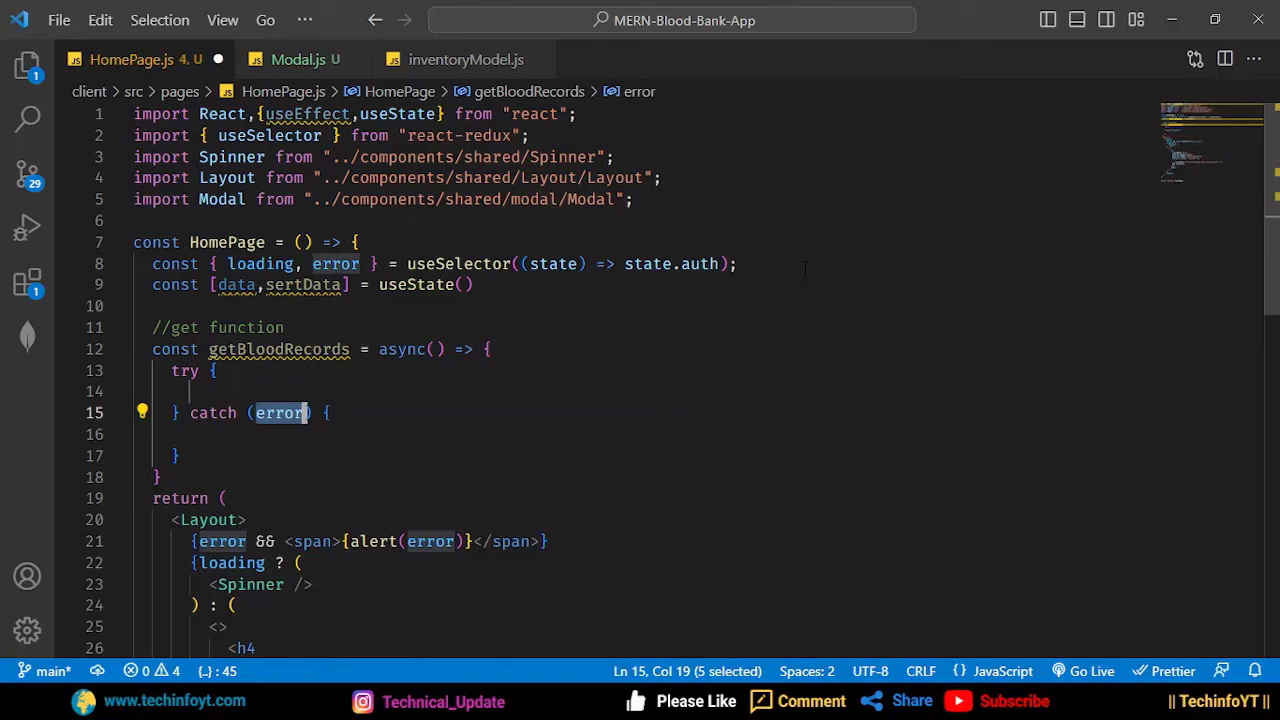 File Edit Selection View Go ··· MERN-Blood-Bank-App
HomePage.js 4, U Modal.js U inventoryModel.js
client > src > pages > HomePage.js > HomePage > getBloodRecords > error
1 import React,{useEffect,useState} from "react";
2 import { useSelector } from "react-redux";
3 import Spinner from "../components/shared/Spinner";
4 import Layout from "../components/shared/Layout/Layout";
5 import Modal from "../components/shared/modal/Modal";
6
7 const HomePage = () => {
8 const { loading, error } = useSelector((state) => state.auth);
9 const [data,sertData] = useState()
10
11 //get function
12 const getBloodRecords = async() => {
13 try {
14
15 } catch (error) {
16
17 }
18 }
19 return (
20 <Layout>
21 {error && <span>{alert(error)}</span>}
22 {loading ? (
23 <Spinner />
24 ) : (
25 <>
26 <h4
1
29
1
main* 0 4 {..} : 45 Ln 15, Col 19 (5 selected) Spaces: 2 UTF-8 CRLF {} JavaScript Go Live Prettier
www.techinfoyt.com Technical_Update Please Like Comment Share Subscribe || TechinfoYT ||